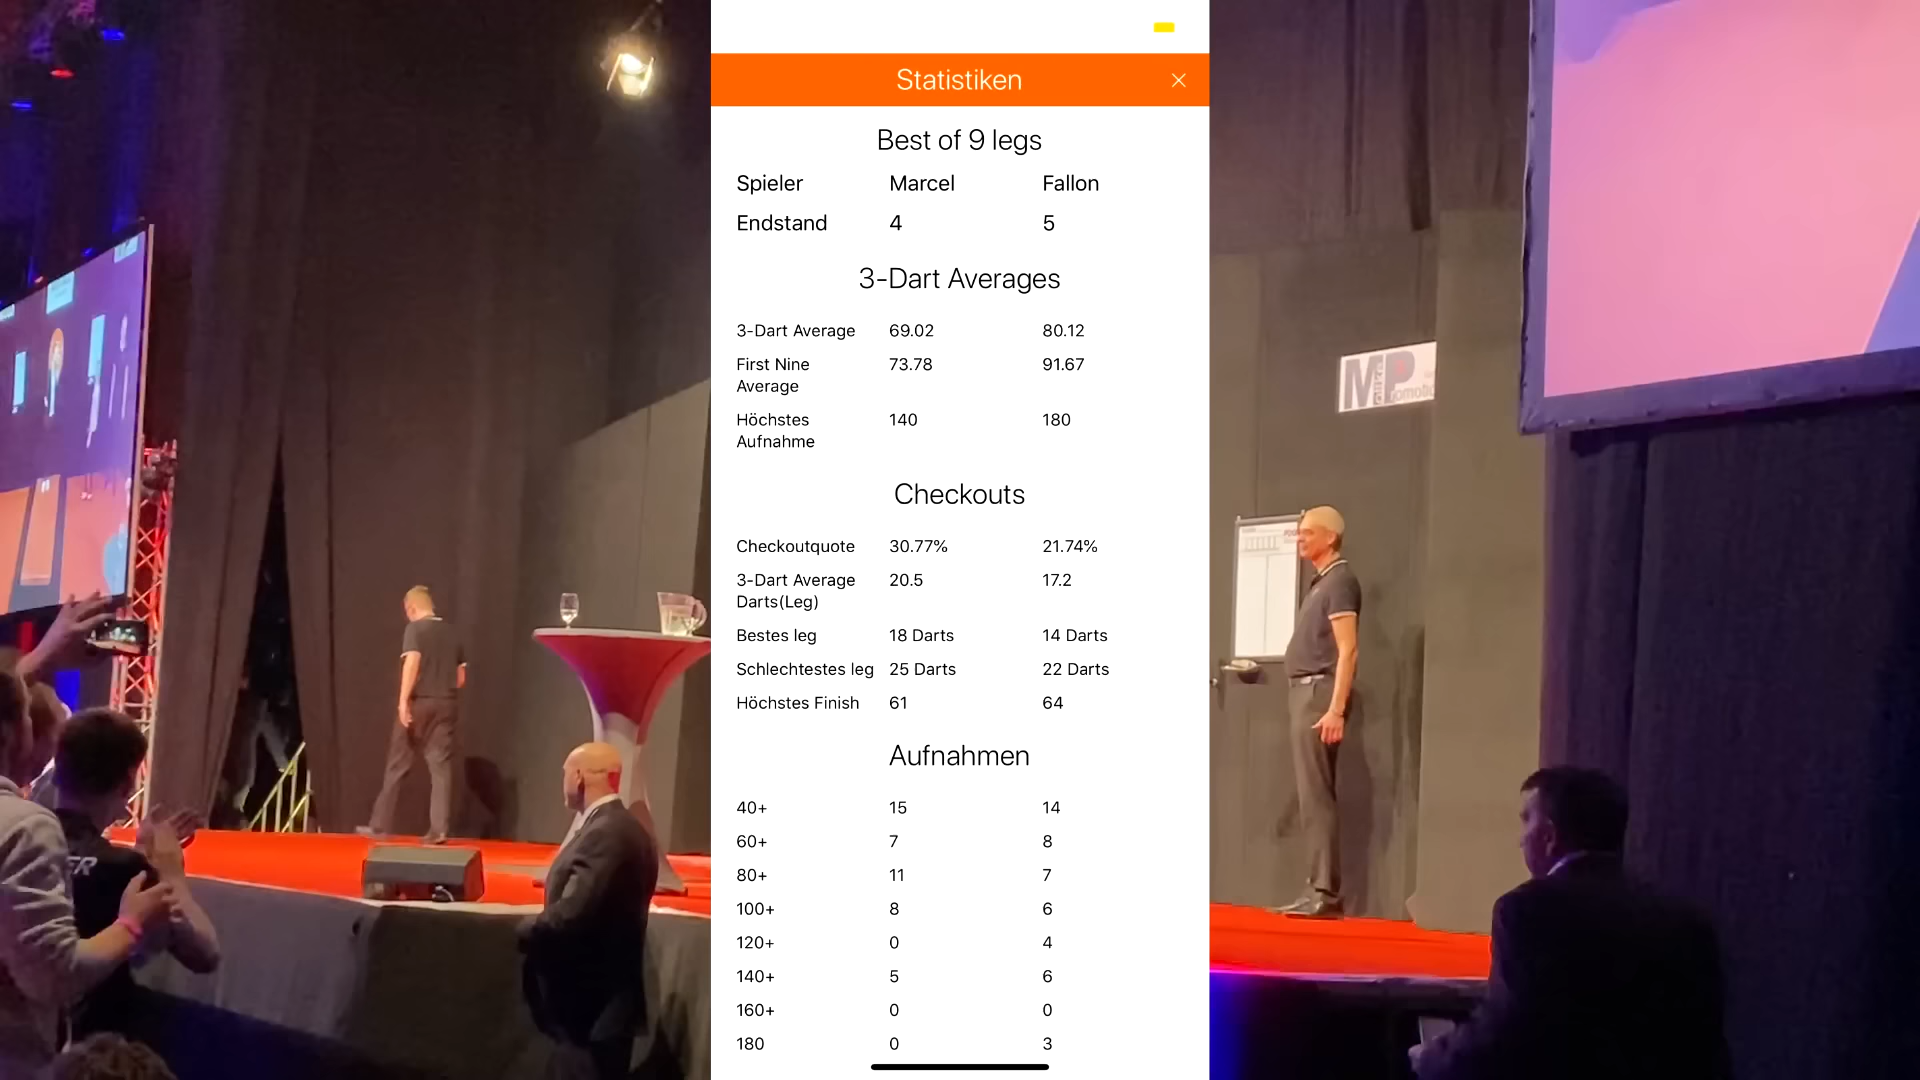 Statistiken
Best of 9 legs
Spieler Marcel Fallon
Endstand 4 5
3-Dart Averages
3-Dart Average 69.02 80.12
First Nine Average 73.78 91.67
Höchstes Aufnahme 140 180
Checkouts
Checkoutquote 30.77% 21.74%
3-Dart Average Darts(Leg) 20.5 17.2
Bestes leg 18 Darts 14 Darts
Schlechtestes leg 25 Darts 22 Darts
Höchstes Finish 61 64
Aufnahmen
40+ 15 14
60+ 7 8
80+ 11 7
100+ 8 6
120+ 0 4
140+ 5 6
160+ 0 0
180 0 3
MP
ER